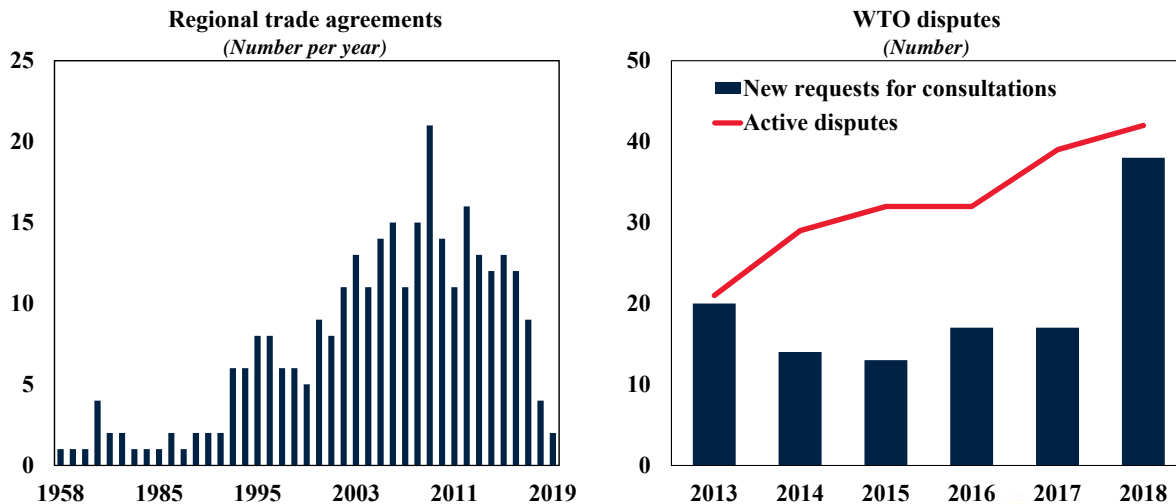 Regional trade agreements
(Number per year)
25
20
15
10
5
0
1958 1985 1995 2003 2011 2019
WTO disputes
(Number)
50
40
30
20
10
0
New requests for consultations
Active disputes
2013 2014 2015 2016 2017 2018